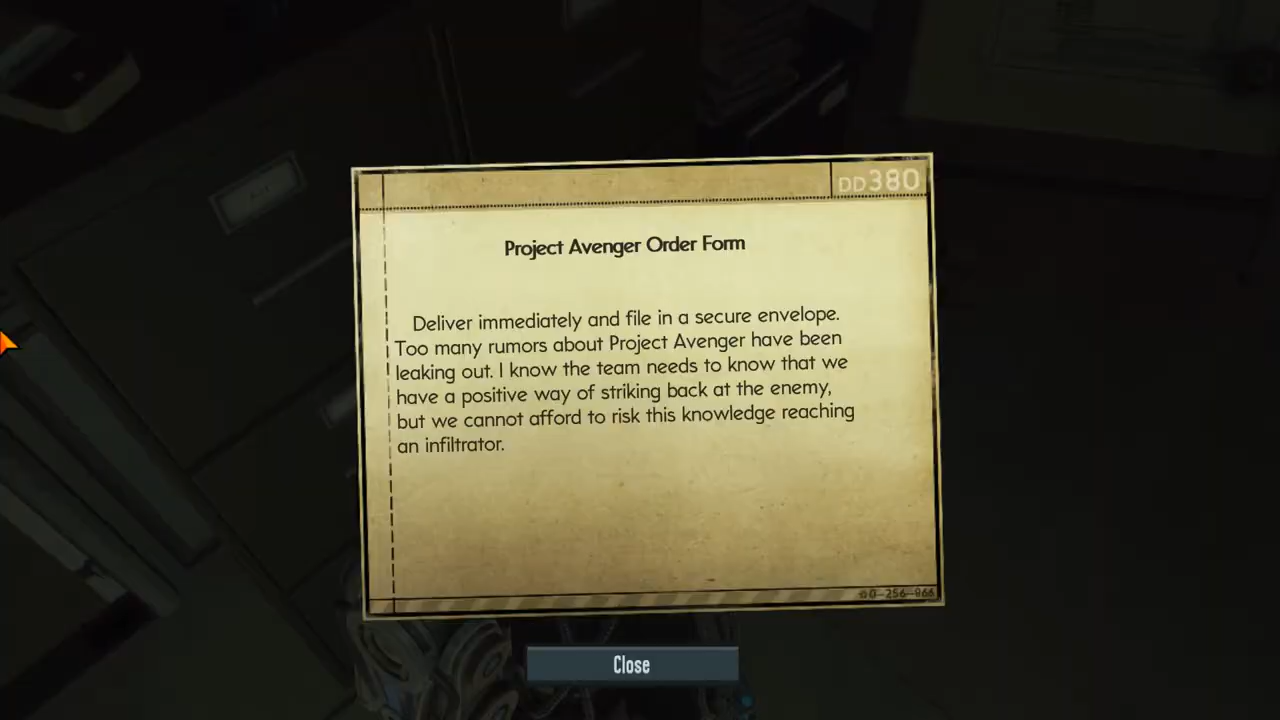 DD380
Project Avenger Order Form
Deliver immediately and file in a secure envelope.
Too many rumors about Project Avenger have been
leaking out. I know the team needs to know that we
have a positive way of striking back at the enemy,
but we cannot afford to risk this knowledge reaching
an infiltrator.
Close